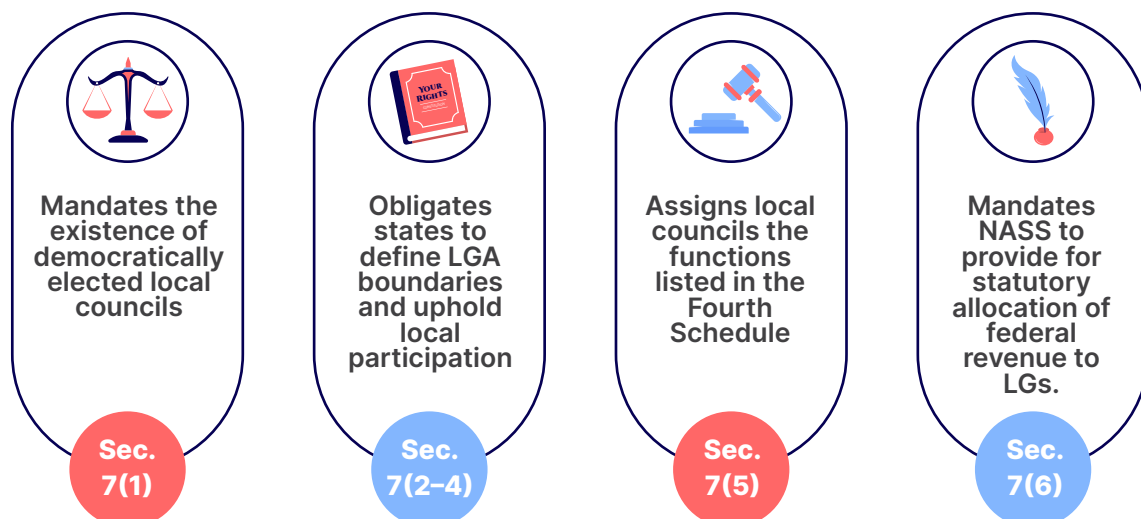 YOUR
RIGHTS
Mandates the
existence of
democratically
elected local
councils
Sec.
7(1)
Obligates
states to
define LGA
boundaries
and uphold
local
participation
Sec.
7(2–4)
Assigns local
councils the
functions
listed in the
Fourth
Schedule
Sec.
7(5)
Mandates
NASS to
provide for
statutory
allocation of
federal
revenue to
LGs.
Sec.
7(6)